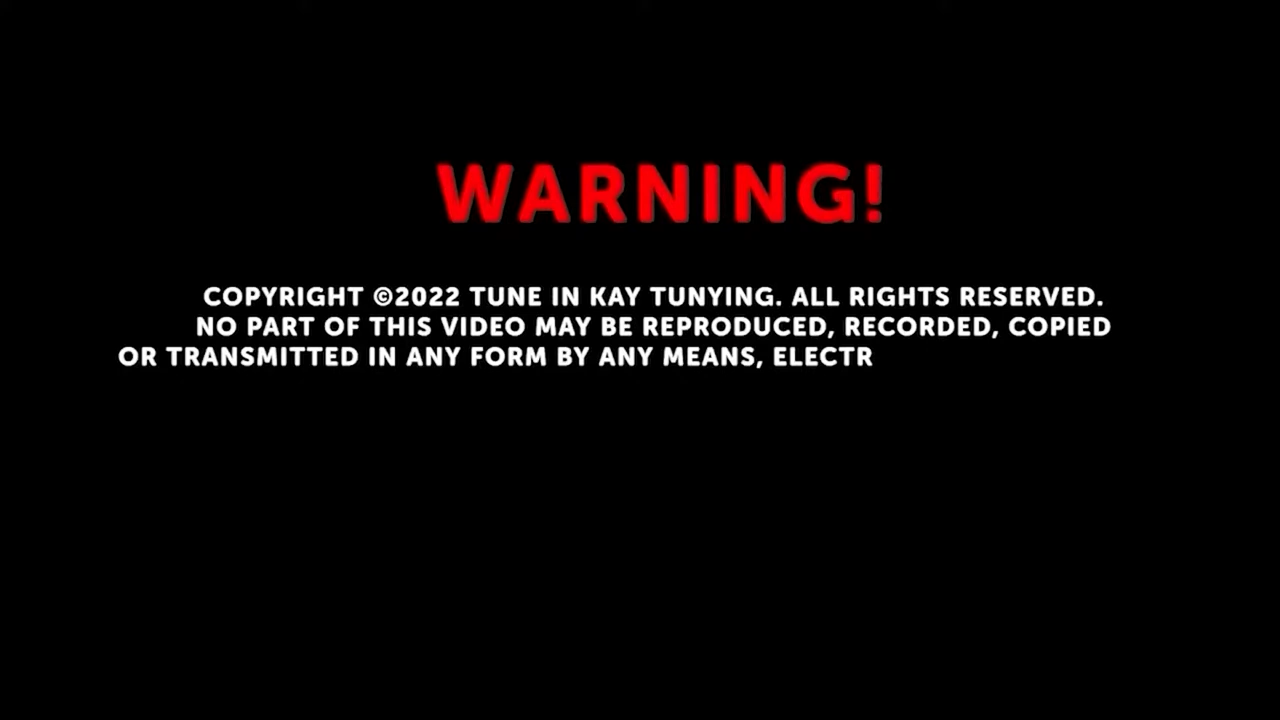 WARNING!
COPYRIGHT ©2022 TUNE IN KAY TUNYING. ALL RIGHTS RESERVED.
NO PART OF THIS VIDEO MAY BE REPRODUCED, RECORDED, COPIED
OR TRANSMITTED IN ANY FORM BY ANY MEANS, ELECTR